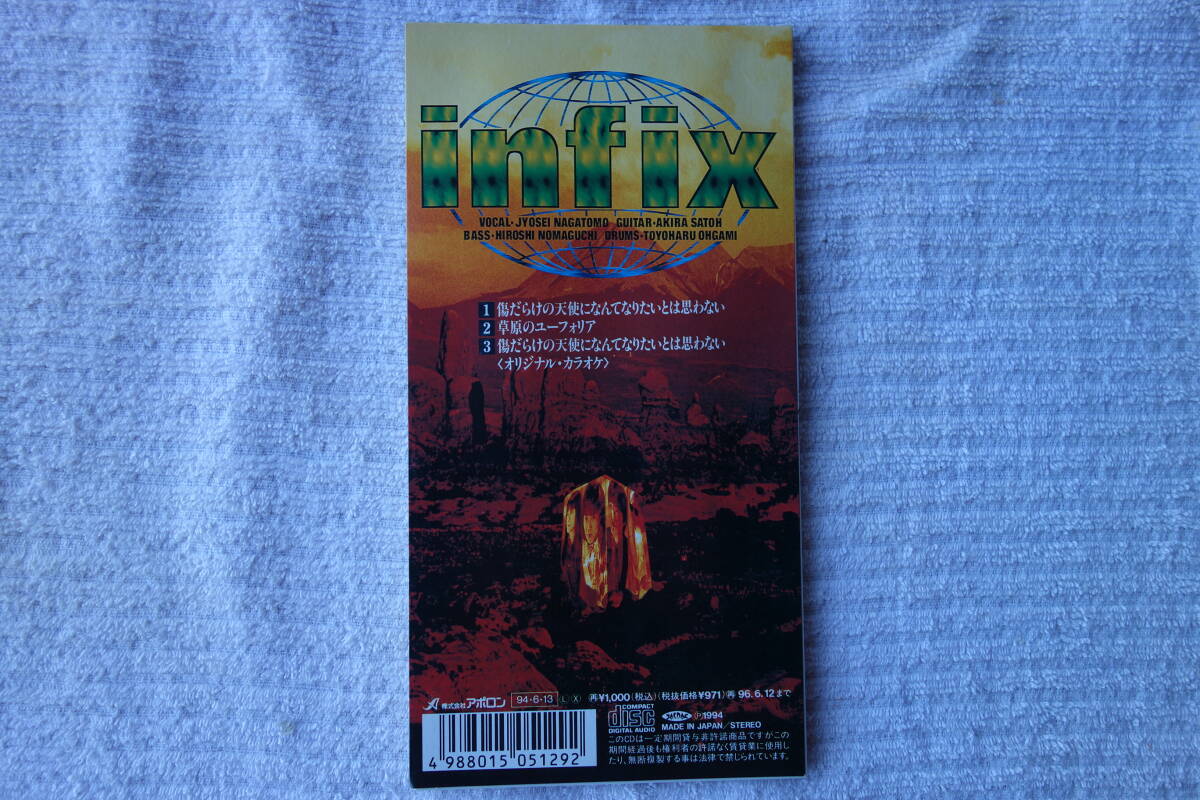 infix
VOCAL・JYOSEI NAGATOMO GUITAR・AKIRA SATOH
BASS・HIROSHI NOMAGUCHI DRUMS・TOYOHARU OHGAMI
1 傷だらけの天使になんてなりたいとは思わない
2 草原のユーフォリア
3 傷だらけの天使になんてなりたいとは思わない
〈オリジナル・カラオケ〉
株式会社アポロン 94・6・13 L X 再¥1,000(税込)(税抜価格¥971)再96.6.12まで
COMPACT disc DIGITAL AUDIO
Ⓟ1994
MADE IN JAPAN/STEREO
このCDは一定期間貸与非許諾商品ですがこの
期間経過後も権利者の許諾なく賃貸業に使用し
たり、無断複製する事は法律で禁じられています。
4 988015 051292